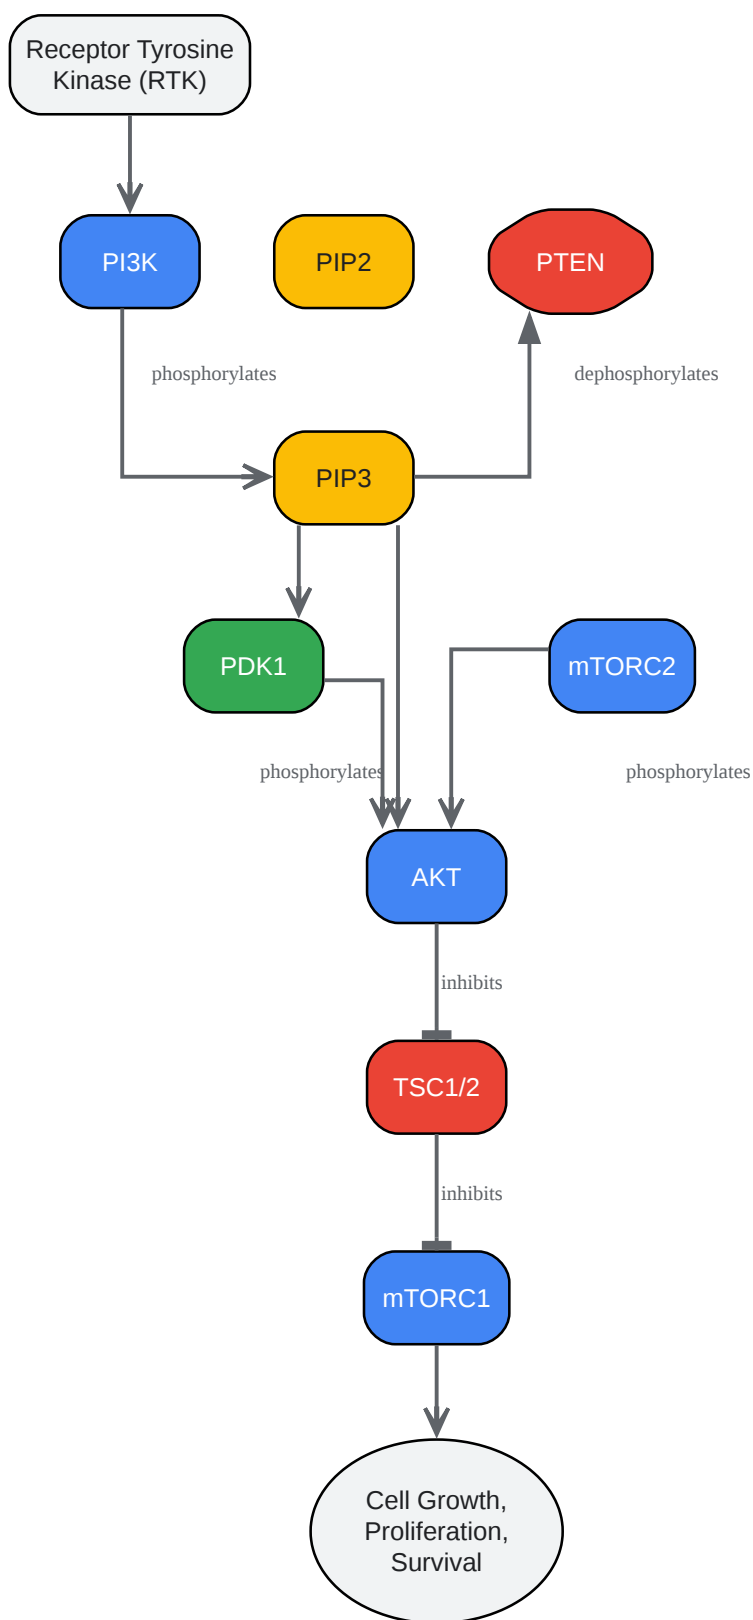 Receptor Tyrosine
Kinase (RTK)
PI3K
PIP2
PTEN
phosphorylates
dephosphorylates
PIP3
PDK1
mTORC2
phosphorylates
phosphorylates
AKT
inhibits
TSC1/2
inhibits
mTORC1
Cell Growth,
Proliferation,
Survival